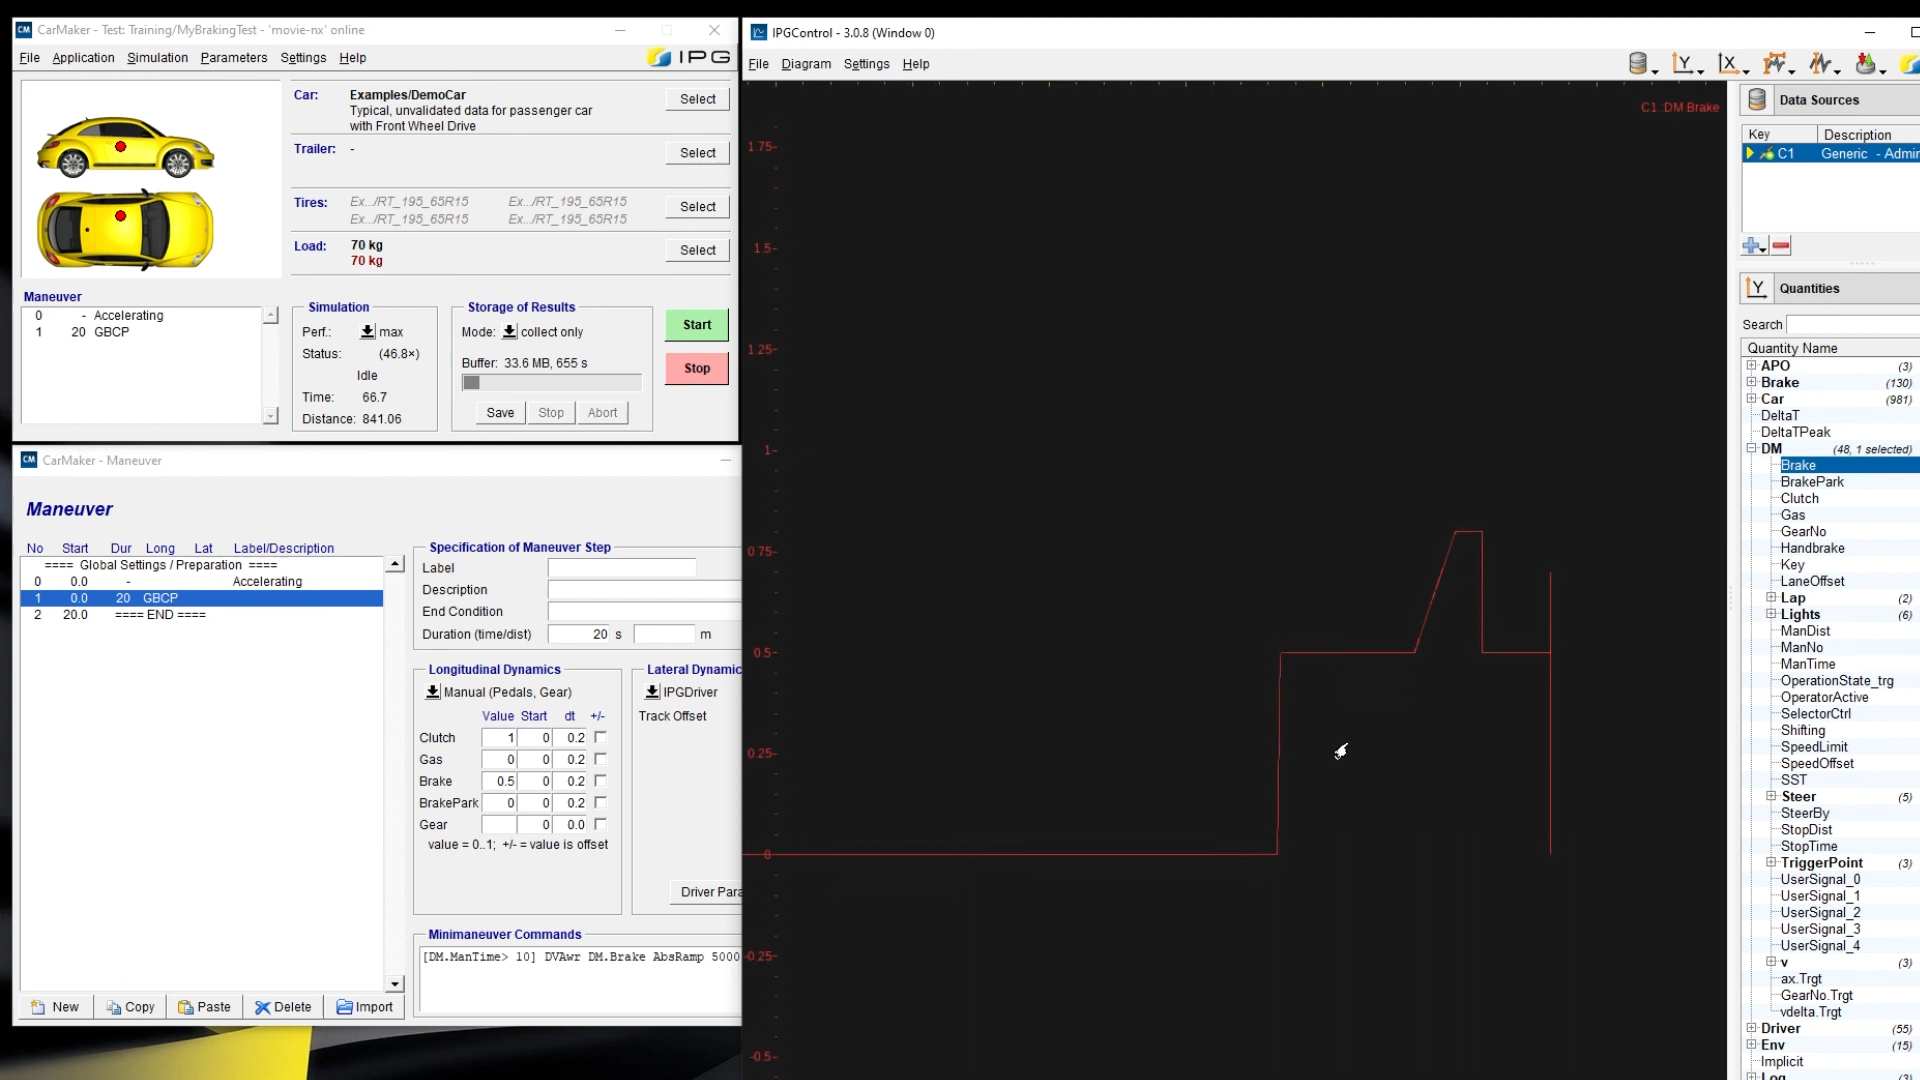 CarMaker - Test: Training/MyBrakingTest - 'movie-nx' online
File Application Simulation Parameters Settings Help
IPG
Car: Examples/DemoCar Select
Typical, unvalidated data for passenger car
with Front Wheel Drive
Trailer: - Select
Tires: Ex.../RT_195_65R15 Ex.../RT_195_65R15 Select
Ex.../RT_195_65R15 Ex.../RT_195_65R15
Load: 70 kg Select
70 kg
Maneuver
0 - Accelerating
1 20 GBCP
Simulation
Perf.: max
Status: (46.8×)
Idle
Time: 66.7
Distance: 841.06
Storage of Results
Mode: collect only
Buffer: 33.6 MB, 655 s
Save Stop Abort
Start
Stop
CarMaker - Maneuver
Maneuver
No Start Dur Long Lat Label/Description
==== Global Settings / Preparation ====
0 0.0 - Accelerating
1 0.0 20 GBCP
2 20.0 ==== END ====
New Copy Paste Delete Import
Specification of Maneuver Step
Label
Description
End Condition
Duration (time/dist) 20 s m
Longitudinal Dynamics
Manual (Pedals, Gear)
Value Start dt +/-
Clutch 1 0 0.2
Gas 0 0 0.2
Brake 0.5 0 0.2
BrakePark 0 0 0.2
Gear 0 0.0
value = 0..1; +/- = value is offset
Lateral Dynamic
IPGDriver
Track Offset
Driver Para
Minimaneuver Commands
[DM.ManTime> 10] DVAwr DM.Brake AbsRamp 5000
IPGControl - 3.0.8 (Window 0)
File Diagram Settings Help
C1: DM Brake
1.75
1.5
1.25
1
0.75
0.5
0.25
0
-0.25
-0.5
Data Sources
Key Description
C1 Generic - Admin
Quantities
Search
Quantity Name
APO (3)
Brake (130)
Car (981)
DeltaT
DeltaTPeak
DM (48, 1 selected)
Brake
BrakePark
Clutch
Gas
GearNo
Handbrake
Key
LaneOffset
Lap (2)
Lights (6)
ManDist
ManNo
ManTime
OperationState_trg
OperatorActive
SelectorCtrl
Shifting
SpeedLimit
SpeedOffset
SST
Steer (5)
SteerBy
StopDist
StopTime
TriggerPoint (3)
UserSignal_0
UserSignal_1
UserSignal_2
UserSignal_3
UserSignal_4
v (3)
ax.Trgt
GearNo.Trgt
vdelta.Trgt
Driver (55)
Env (15)
Implicit
Log (3)